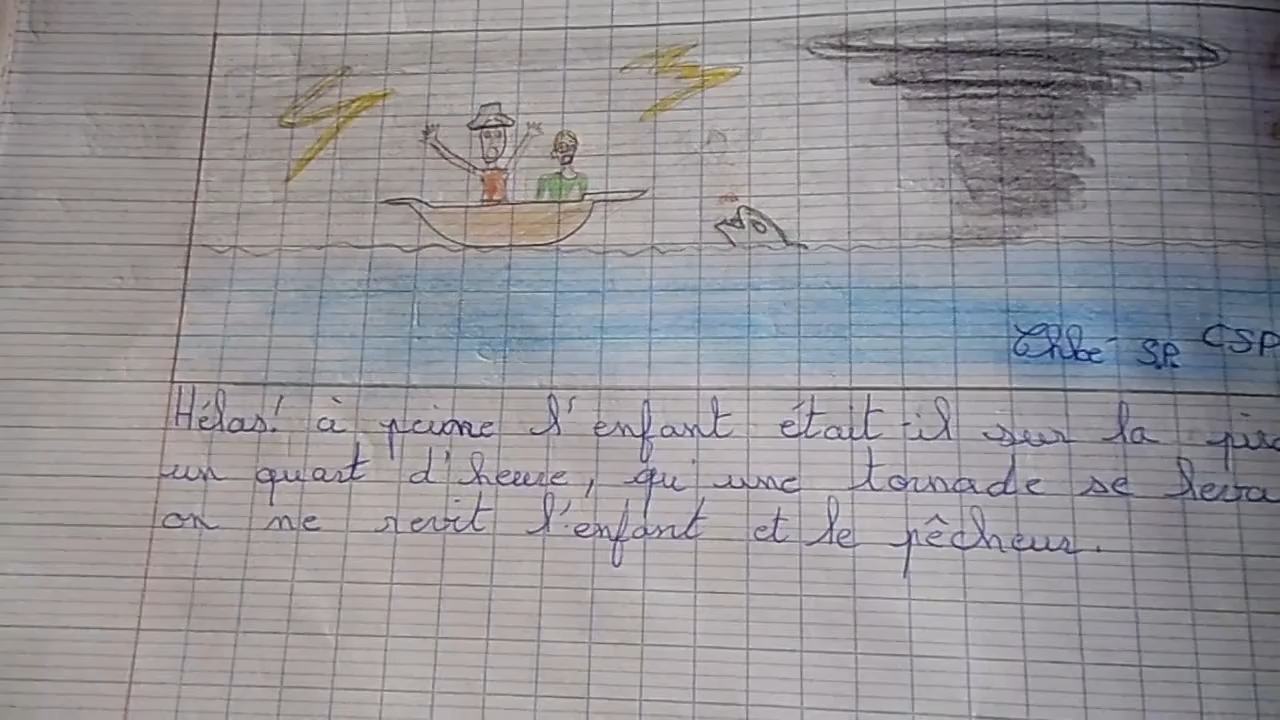 Chloé SR CSP
Hélas! à peine l'enfant était-il sur la
un quart d'heure, qu'une tornade se leva
on ne revit l'enfant et le pêcheur.